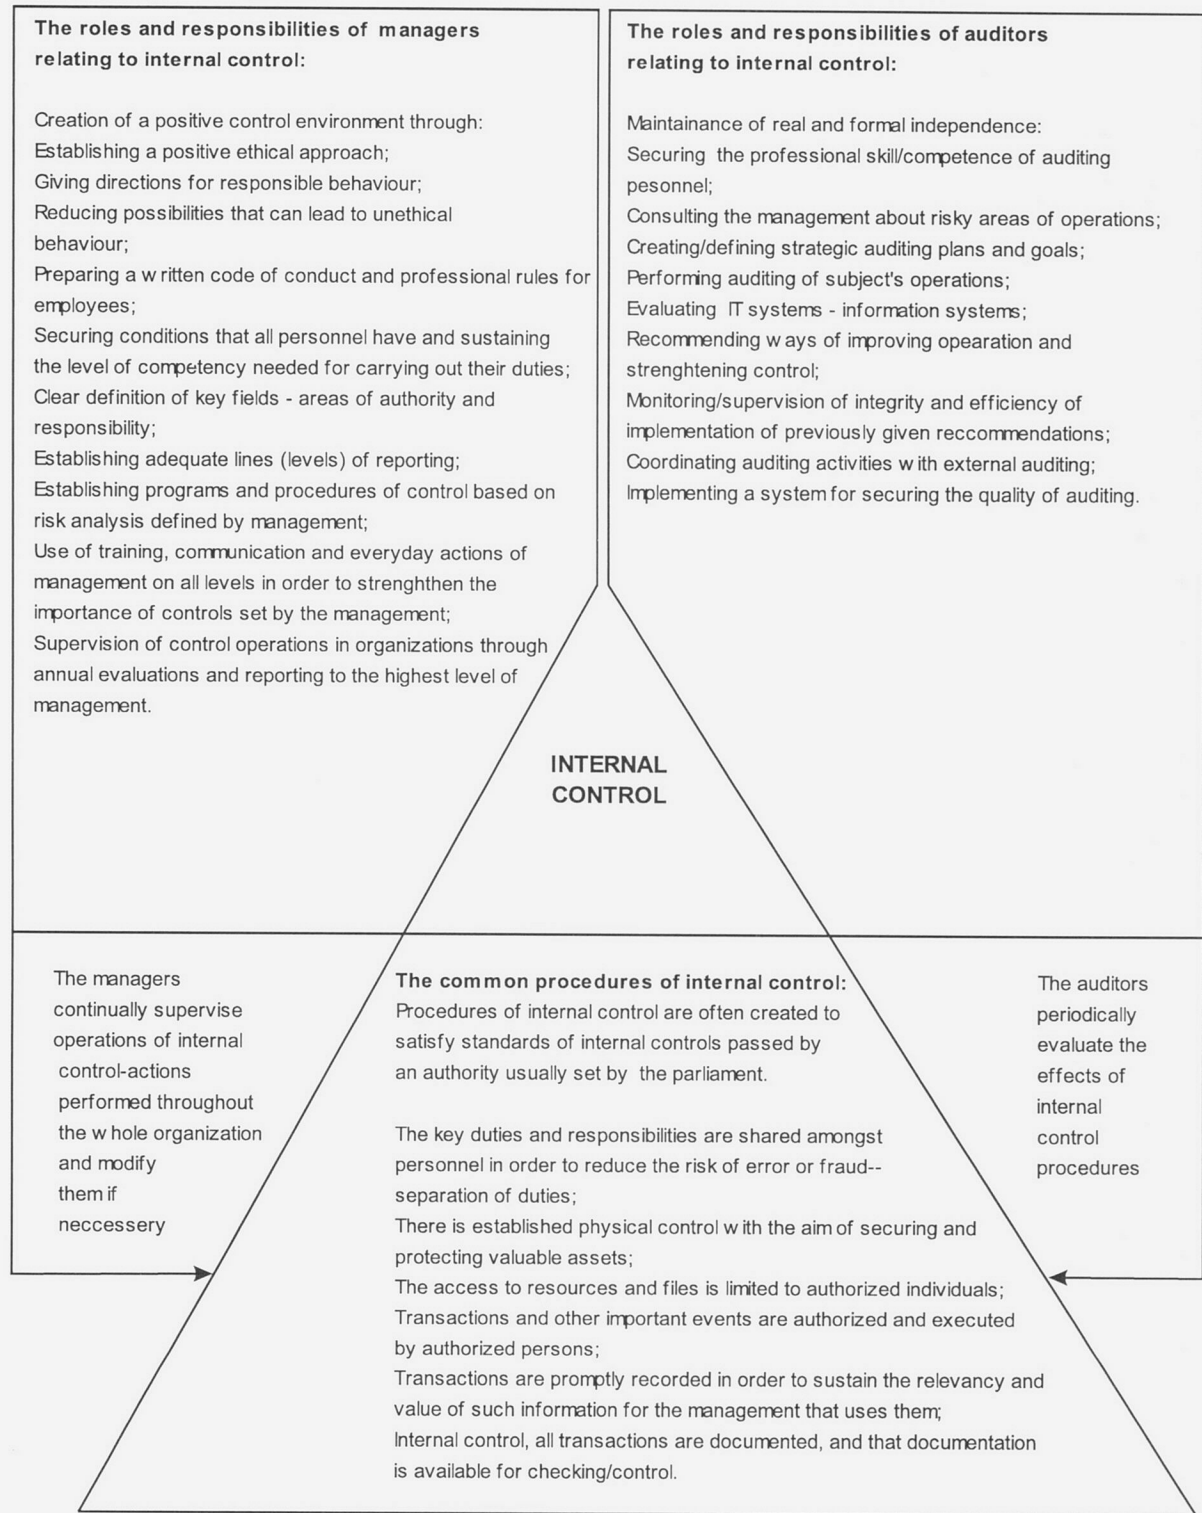 The roles and responsibilities of managers
relating to internal control:
Creation of a positive control environment through:
Establishing a positive ethical approach;
Giving directions for responsible behaviour;
Reducing possibilities that can lead to unethical
behaviour;
Preparing a written code of conduct and professional rules for
employees;
Securing conditions that all personnel have and sustaining
the level of competency needed for carrying out their duties;
Clear definition of key fields - areas of authority and
responsibility;
Establishing adequate lines (levels) of reporting;
Establishing programs and procedures of control based on
risk analysis defined by management;
Use of training, communication and everyday actions of
management on all levels in order to strenghthen the
importance of controls set by the management;
Supervision of control operations in organizations through
annual evaluations and reporting to the highest level of
management.
The roles and responsibilities of auditors
relating to internal control:
Maintainance of real and formal independence:
Securing the professional skill/competence of auditing
pesonnel;
Consulting the management about risky areas of operations;
Creating/defining strategic auditing plans and goals;
Performing auditing of subject's operations;
Evaluating IT systems - information systems;
Recommending ways of improving opearation and
strenghtening control;
Monitoring/supervision of integrity and efficiency of
implementation of previously given reccommendations;
Coordinating auditing activities with external auditing;
Implementing a system for securing the quality of auditing.
INTERNAL
CONTROL
The managers
continually supervise
operations of internal
control-actions
performed throughout
the whole organization
and modify
them if
neccessery
The common procedures of internal control:
Procedures of internal control are often created to
satisfy standards of internal controls passed by
an authority usually set by the parliament.
The key duties and responsibilities are shared amongst
personnel in order to reduce the risk of error or fraud--
separation of duties;
There is established physical control with the aim of securing and
protecting valuable assets;
The access to resources and files is limited to authorized individuals;
Transactions and other important events are authorized and executed
by authorized persons;
Transactions are promptly recorded in order to sustain the relevancy and
value of such information for the management that uses them;
Internal control, all transactions are documented, and that documentation
is available for checking/control.
The auditors
periodically
evaluate the
effects of
internal
control
procedures